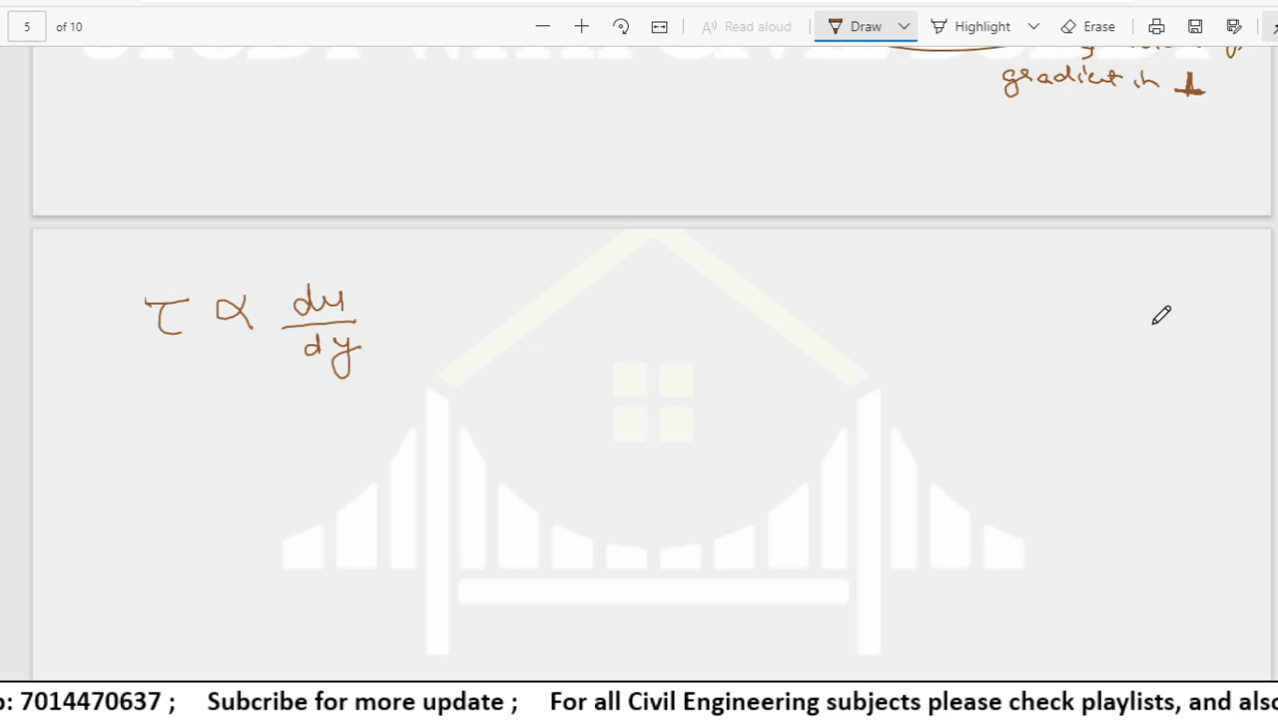 5 of 10 Read aloud Draw Highlight Erase
gradient in ⊥
τ ∝ du/dy
7014470637 ; Subcribe for more update ; For all Civil Engineering subjects please check playlists, and also